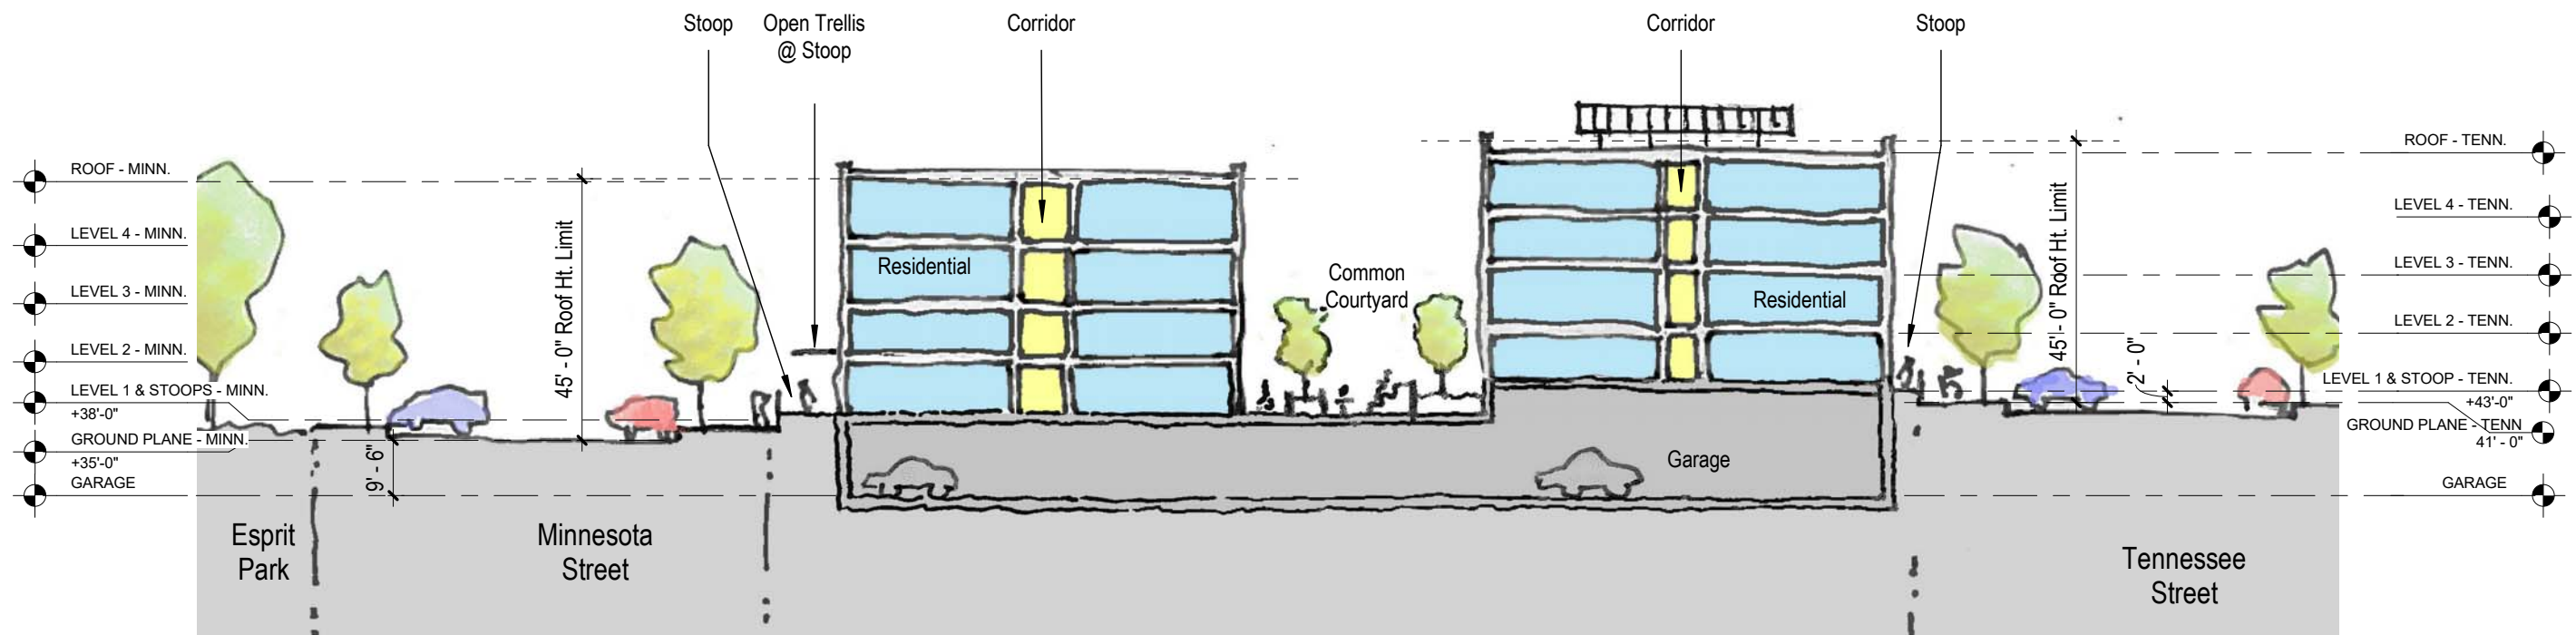 Stoop
Open Trellis
@ Stoop
Corridor
Corridor
Stoop
ROOF - MINN.
LEVEL 4 - MINN.
LEVEL 3 - MINN.
LEVEL 2 - MINN.
LEVEL 1 & STOOPS - MINN.
+38'-0"
GROUND PLANE - MINN.
+35'-0"
GARAGE
45' - 0" Roof Ht. Limit
9' - 6"
Residential
Common
Courtyard
Residential
Garage
45' - 0" Roof Ht. Limit
2' - 0"
ROOF - TENN.
LEVEL 4 - TENN.
LEVEL 3 - TENN.
LEVEL 2 - TENN.
LEVEL 1 & STOOP - TENN.
+43'-0"
GROUND PLANE - TENN
41' - 0"
GARAGE
Esprit
Park
Minnesota
Street
Tennessee
Street